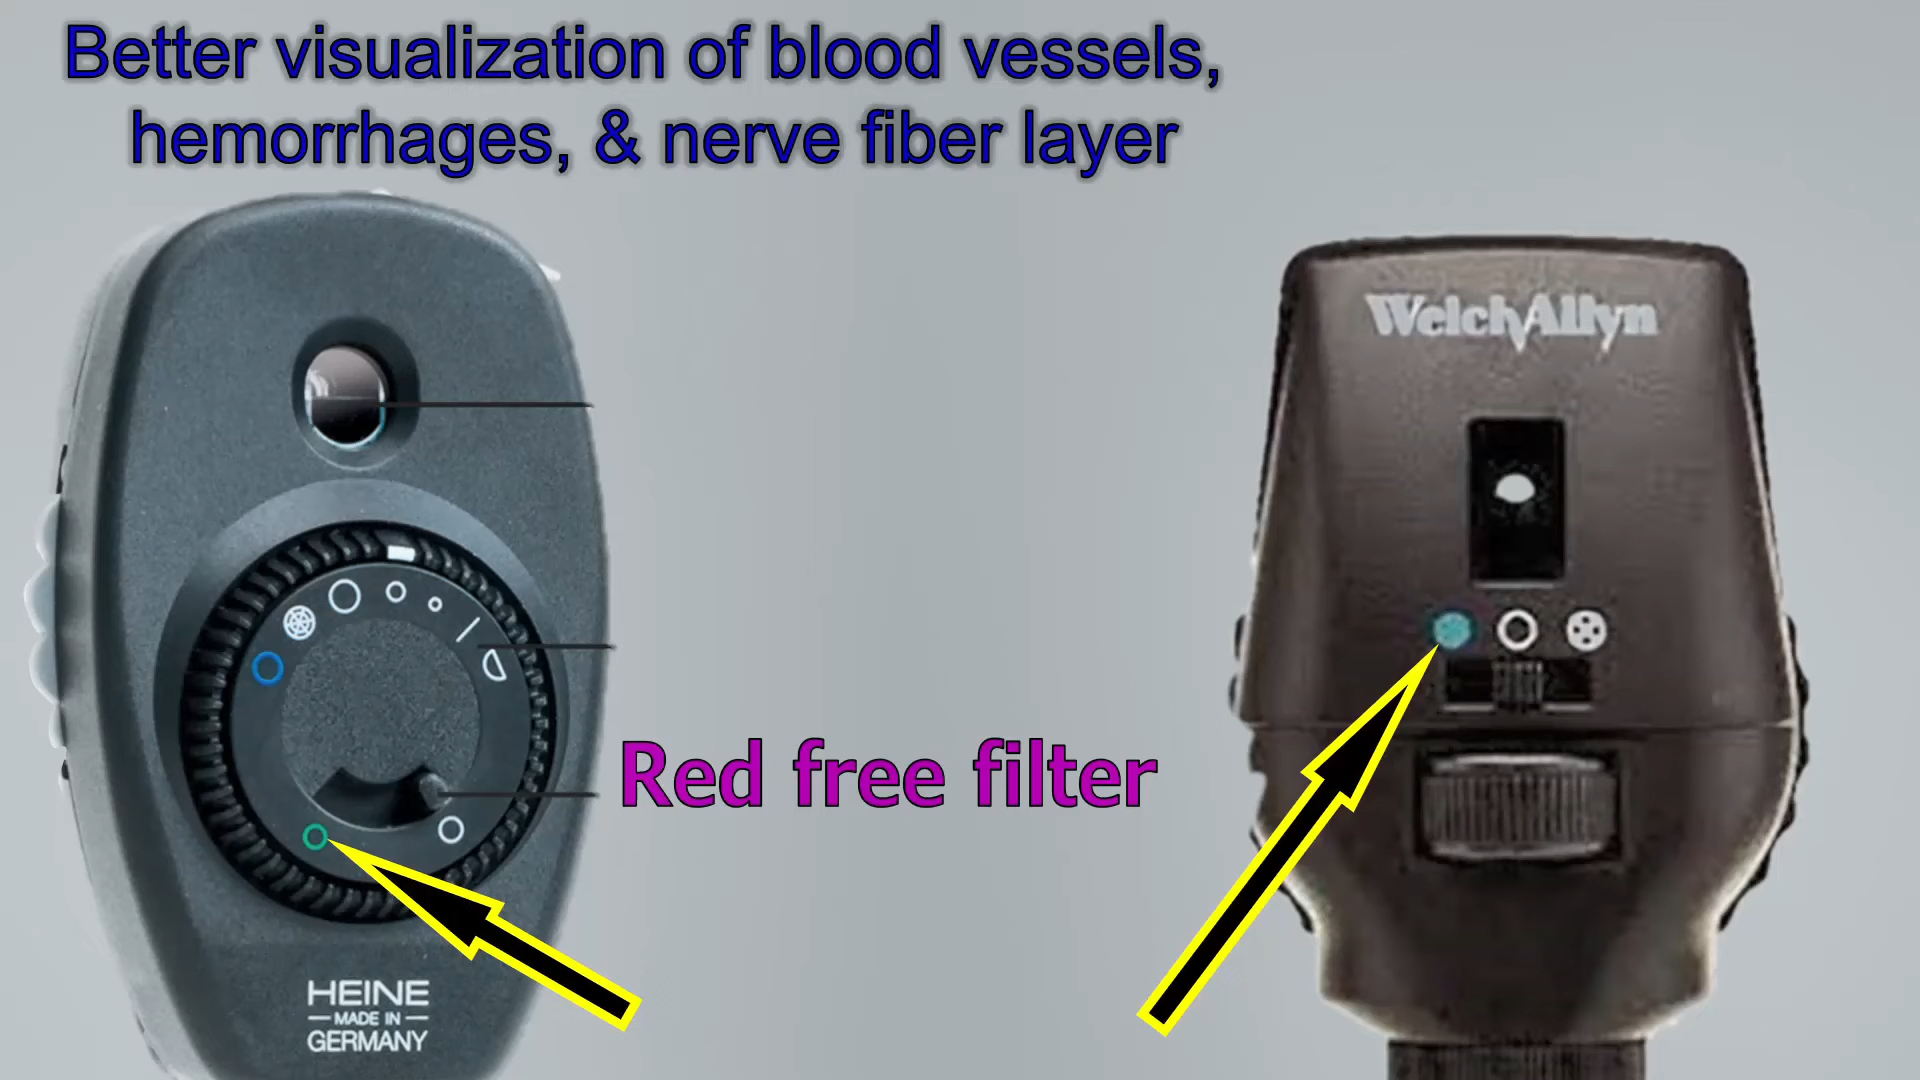 Better visualization of blood vessels,
hemorrhages, & nerve fiber layer
WelchAllyn
Red free filter
HEINE
MADE IN
GERMANY